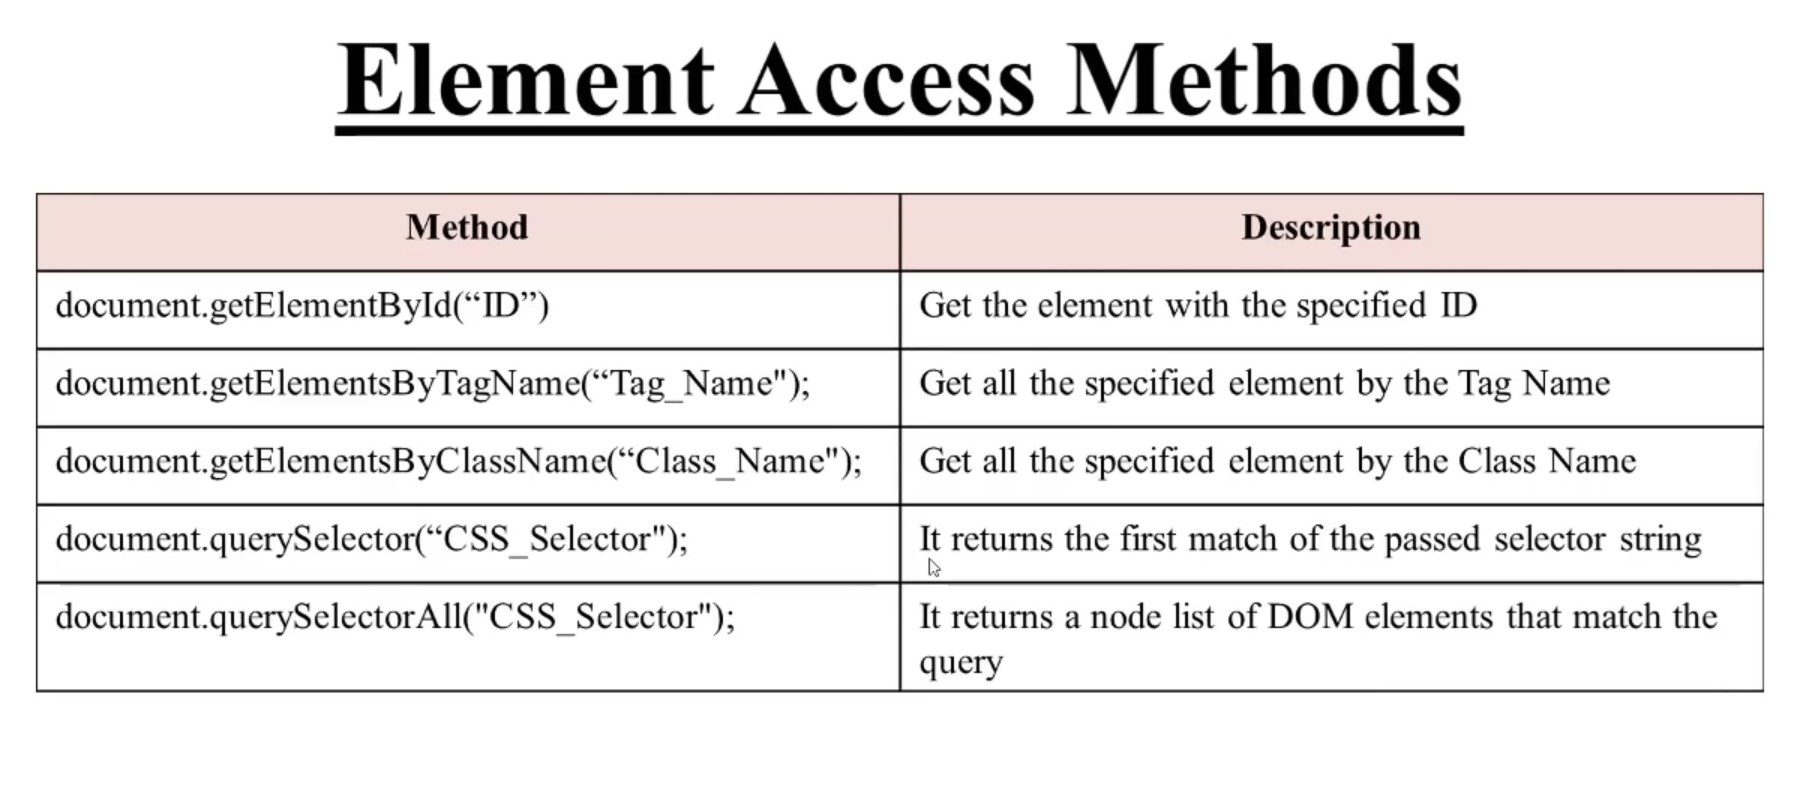 Element Access Methods
Method
Description
document.getElementById(“ID”)
Get the element with the specified ID
document.getElementsByTagName(“Tag_Name");
Get all the specified element by the Tag Name
document.getElementsByClassName(“Class_Name");
Get all the specified element by the Class Name
document.querySelector(“CSS_Selector");
It returns the first match of the passed selector string
document.querySelectorAll("CSS_Selector");
It returns a node list of DOM elements that match the
query